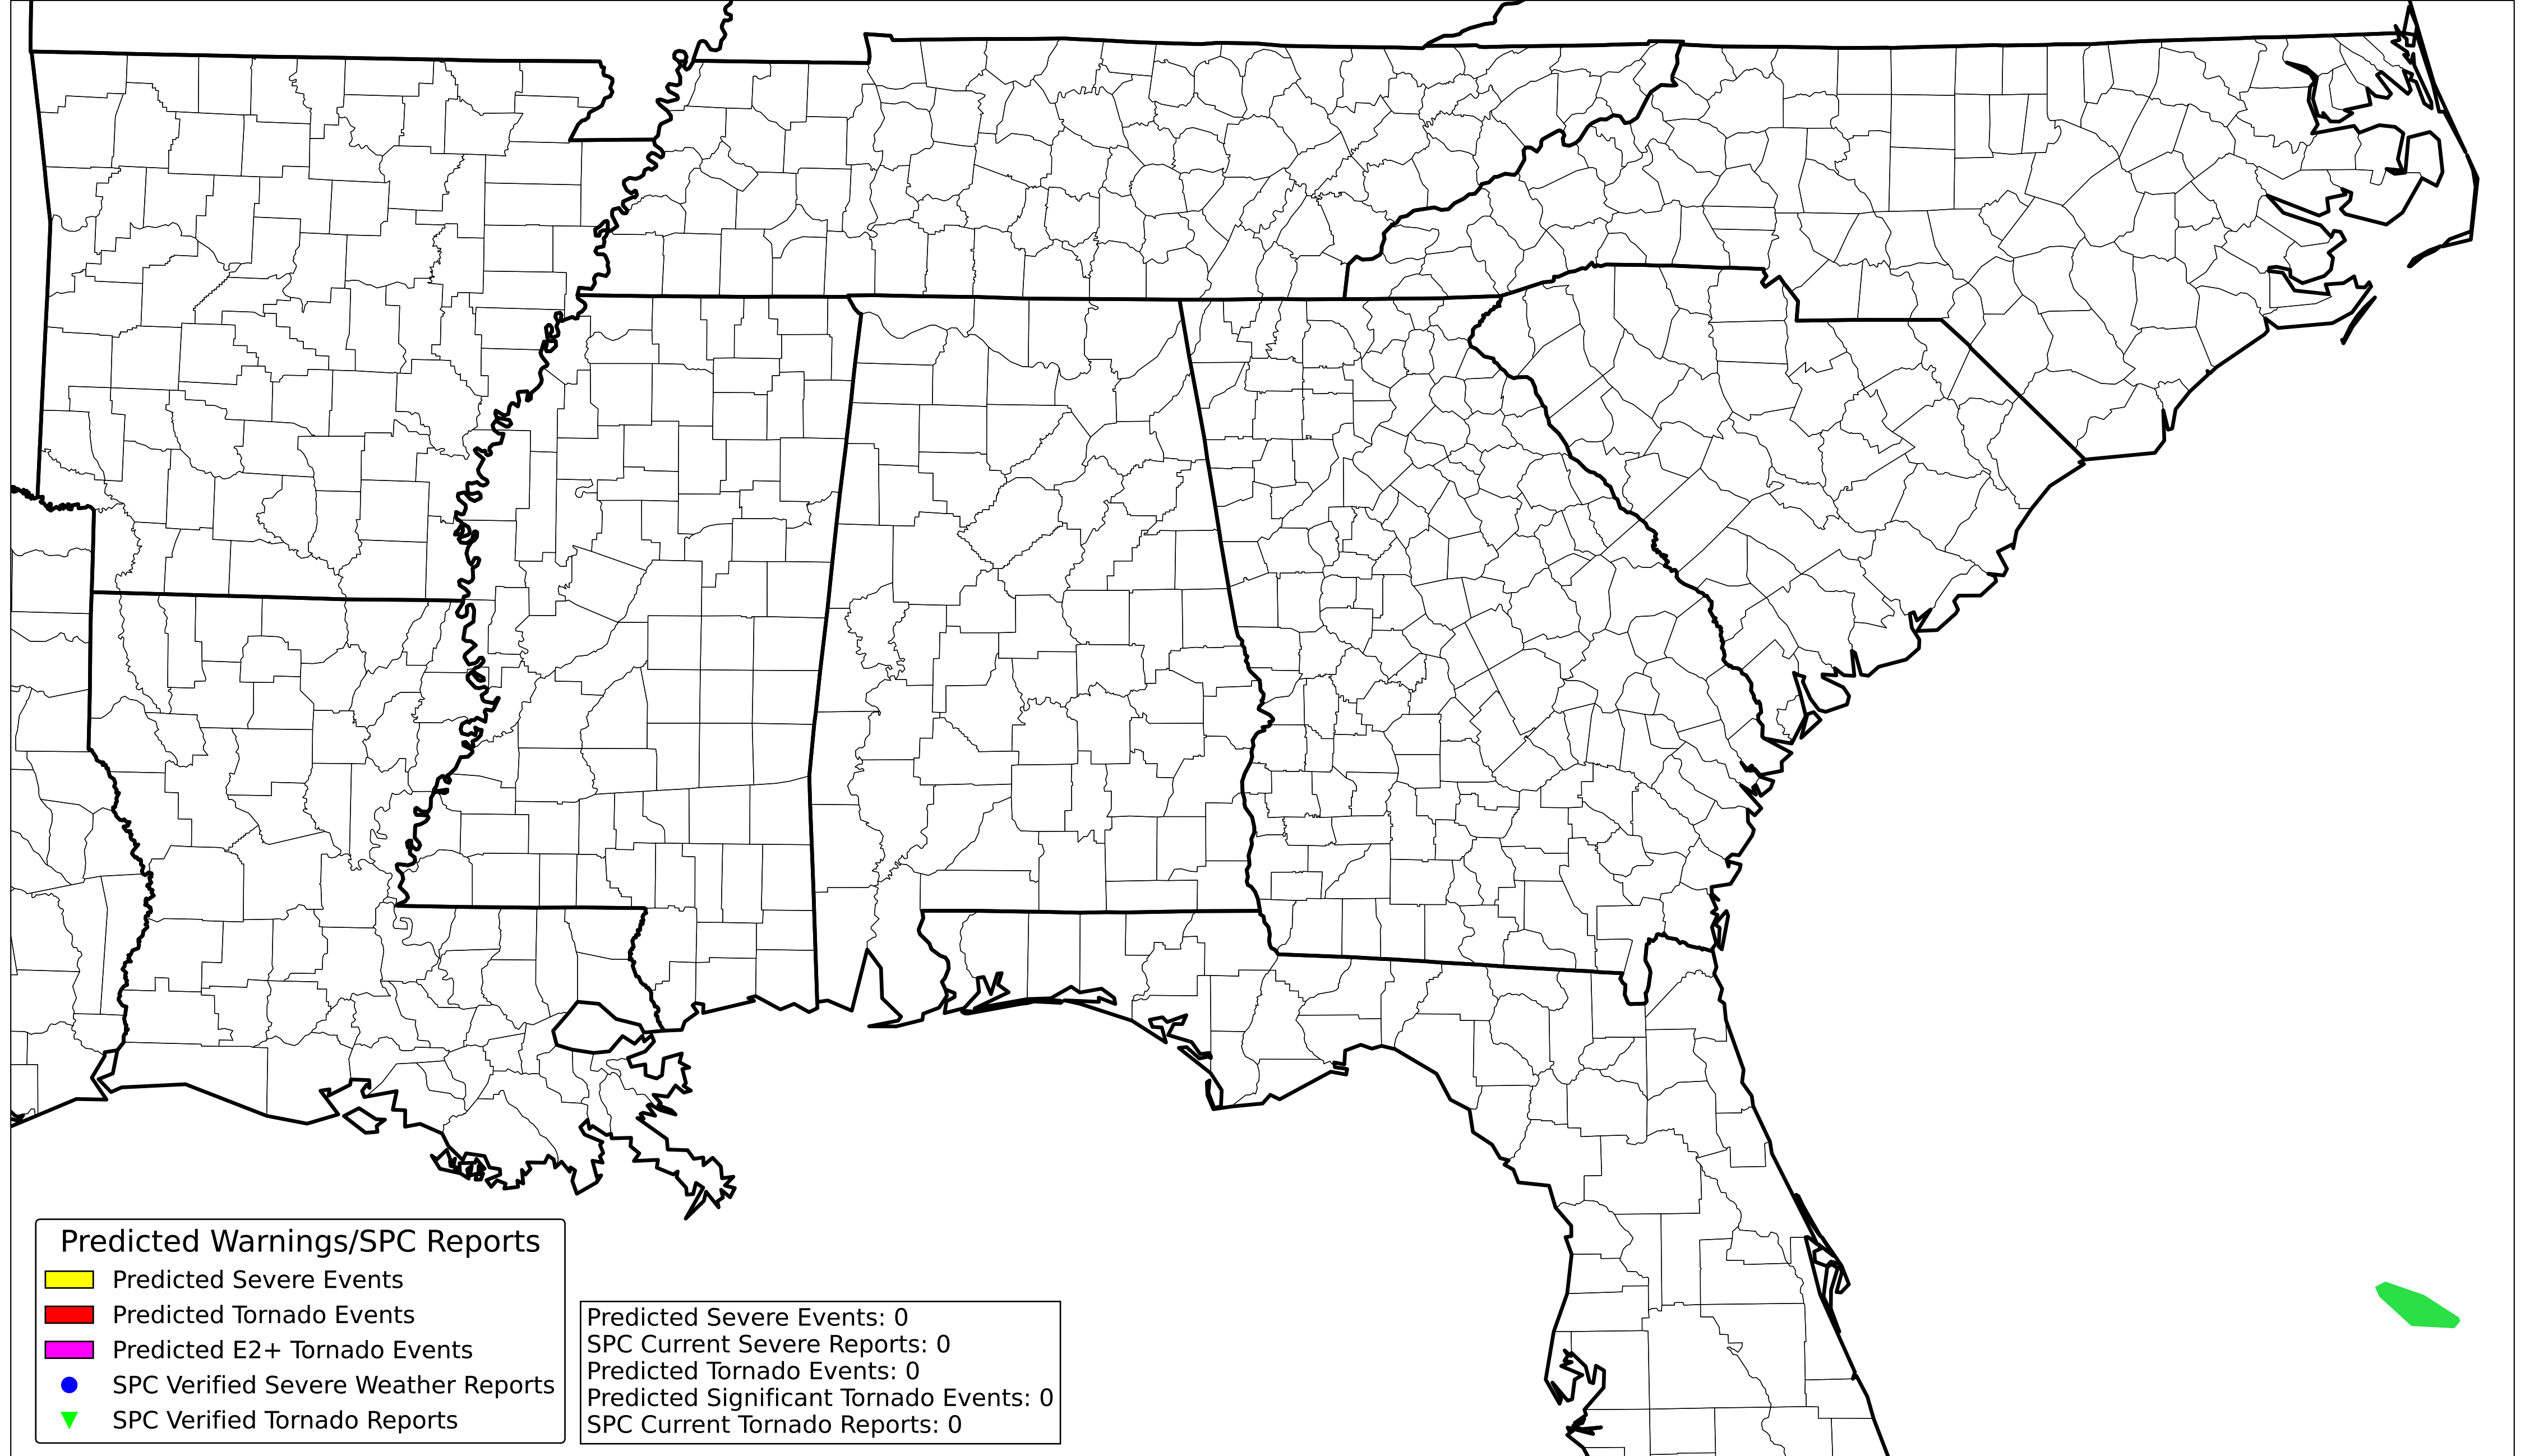 Predicted Warnings/SPC Reports
Predicted Severe Events
Predicted Tornado Events
Predicted E2+ Tornado Events
SPC Verified Severe Weather Reports
SPC Verified Tornado Reports
Predicted Severe Events: 0
SPC Current Severe Reports: 0
Predicted Tornado Events: 0
Predicted Significant Tornado Events: 0
SPC Current Tornado Reports: 0